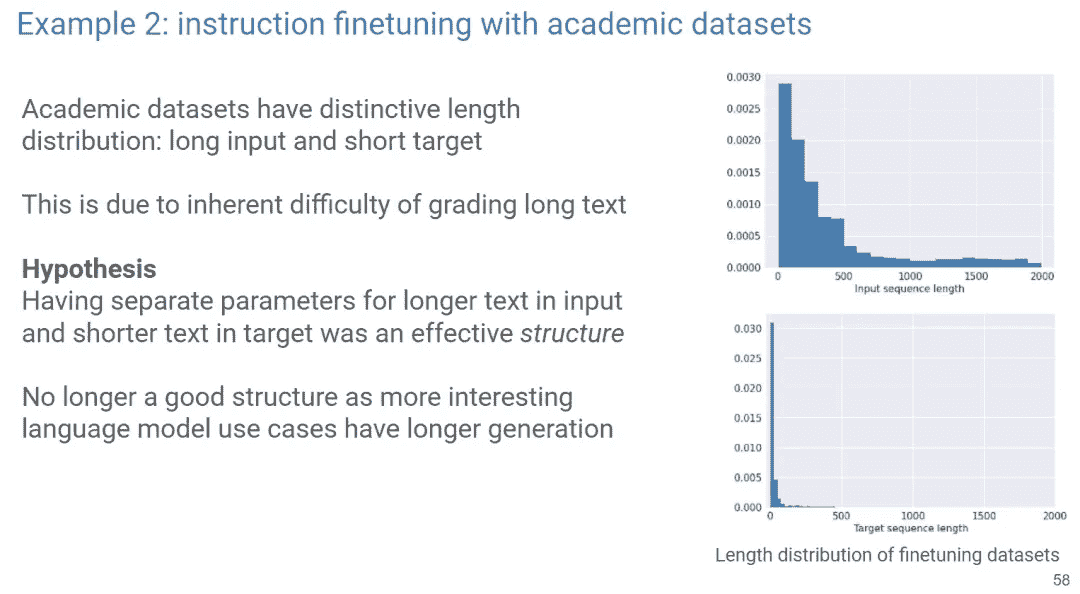 Example 2: instruction finetuning with academic datasets
Academic datasets have distinctive length
distribution: long input and short target
This is due to inherent difficulty of grading long text
Hypothesis
Having separate parameters for longer text in input
and shorter text in target was an effective structure
No longer a good structure as more interesting
language model use cases have longer generation
0.0030
0.0025
0.0020
0.0015
0.0010
0.0005
0.0000
0 500 1000 1500 2000
Input sequence length
0.030
0.025
0.020
0.015
0.010
0.005
0.000
0 500 1000 1500 2000
Target sequence length
Length distribution of finetuning datasets
58